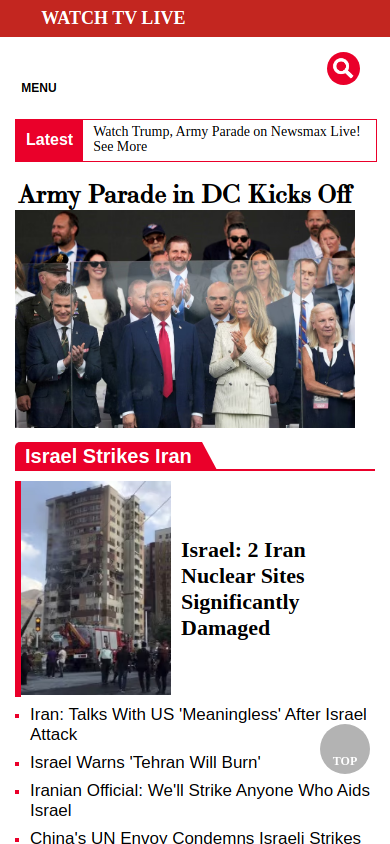 WATCH TV LIVE
MENU
Latest
Watch Trump, Army Parade on Newsmax Live!
See More
Army Parade in DC Kicks Off
Israel Strikes Iran
Israel: 2 Iran
Nuclear Sites
Significantly
Damaged
Iran: Talks With US 'Meaningless' After Israel
Attack
Israel Warns 'Tehran Will Burn'
TOP
Iranian Official: We'll Strike Anyone Who Aids
Israel
China's UN Envoy Condemns Israeli Strikes